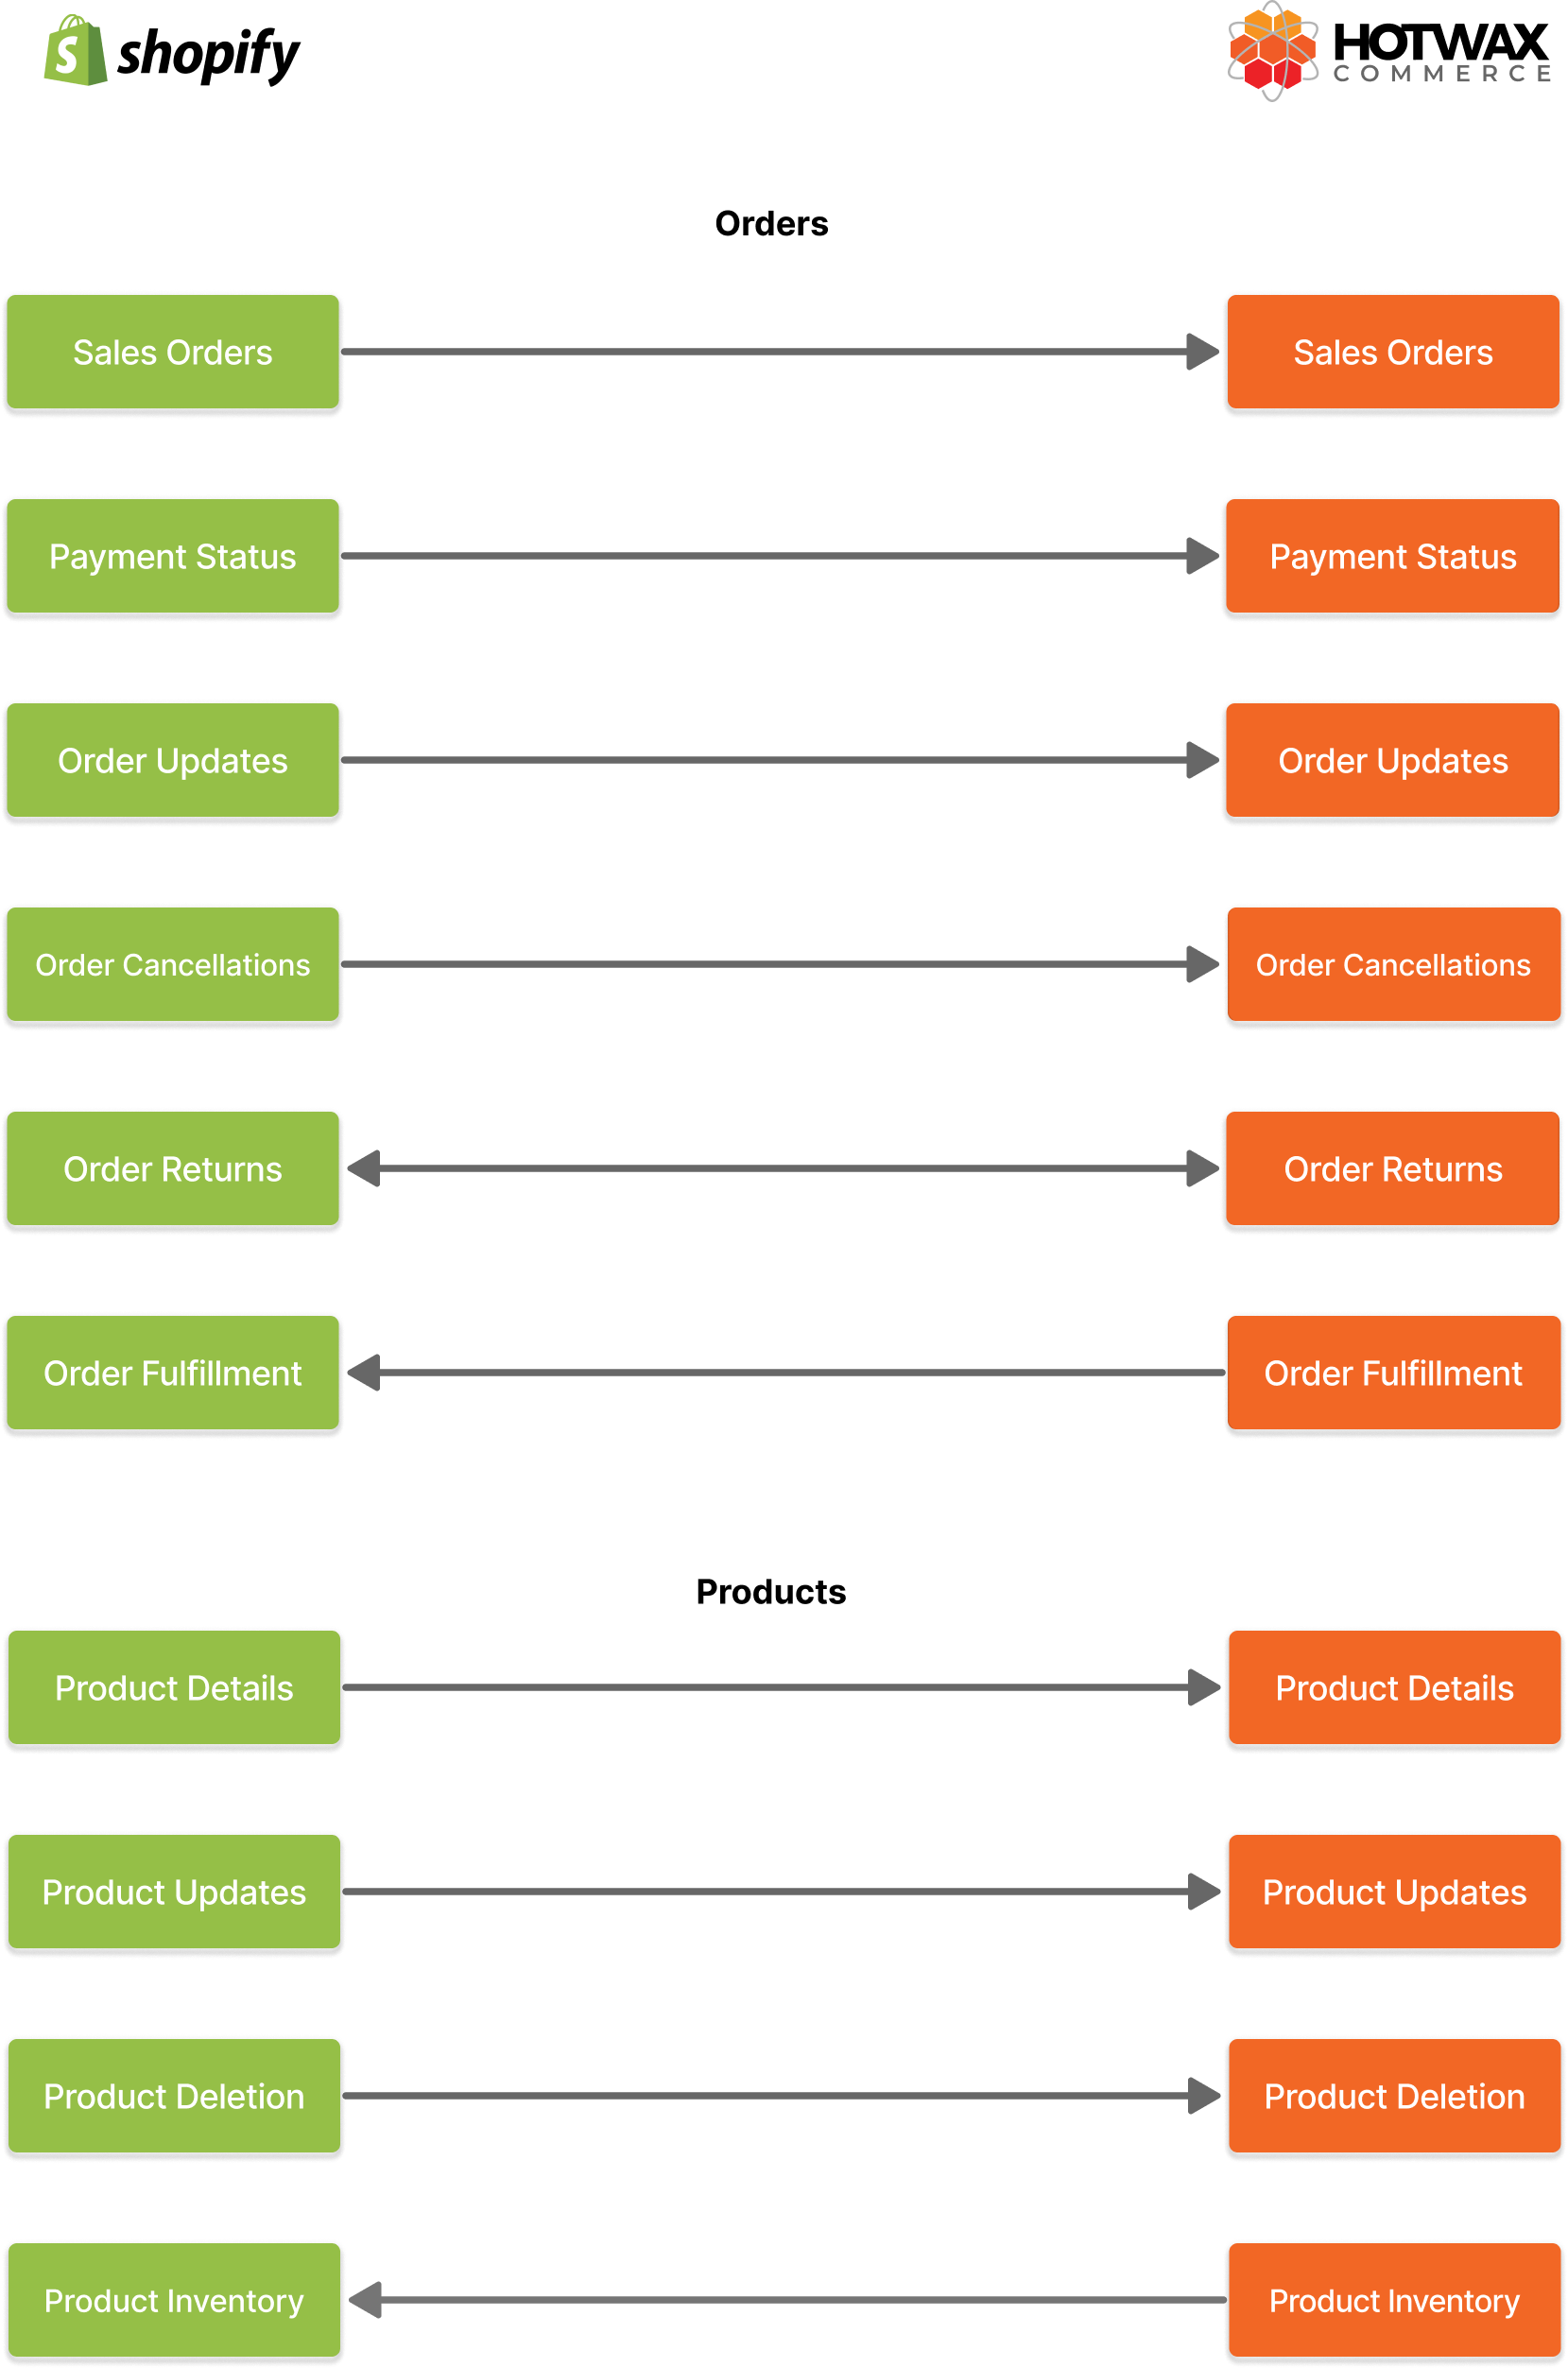 shopify
HOTWAX
COMMERCE
Orders
Sales Orders
Sales Orders
Payment Status
Payment Status
Order Updates
Order Updates
Order Cancellations
Order Cancellations
Order Returns
Order Returns
Order Fulfillment
Order Fulfillment
Products
Product Details
Product Details
Product Updates
Product Updates
Product Deletion
Product Deletion
Product Inventory
Product Inventory